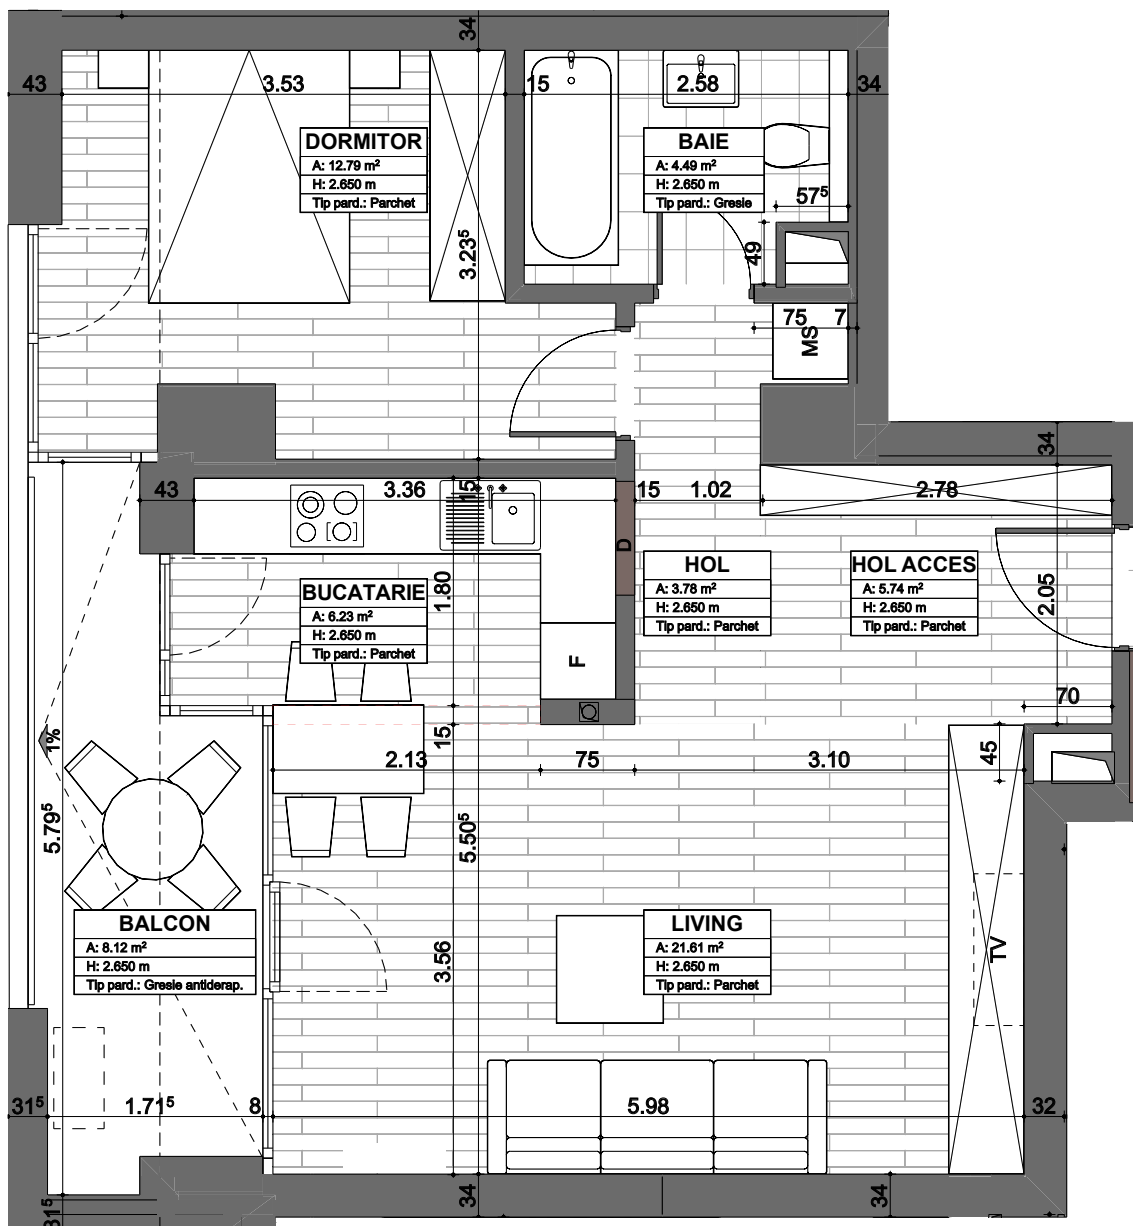 34
43
3.53
15
2.58
34
DORMITOR
A: 12.79 m²
H: 2.650 m
Tip pard.: Parchet
BAIE
A: 4.49 m²
H: 2.650 m
Tip pard.: Gresie
57⁵
49
3.23⁵
75
7
MS
34
43
3.36
15
15
1.02
2.78
D
BUCATARIE
A: 6.23 m²
H: 2.650 m
Tip pard.: Parchet
1.80
F
HOL
A: 3.78 m²
H: 2.650 m
Tip pard.: Parchet
HOL ACCES
A: 5.74 m²
H: 2.650 m
Tip pard.: Parchet
2.05
70
1%
15
2.13
75
3.10
45
5.79⁵
5.50⁵
BALCON
A: 8.12 m²
H: 2.650 m
Tip pard.: Gresie antiderap.
3.56
LIVING
A: 21.61 m²
H: 2.650 m
Tip pard.: Parchet
TV
31⁵
1.71⁵
8
5.98
32
31⁵
34
34